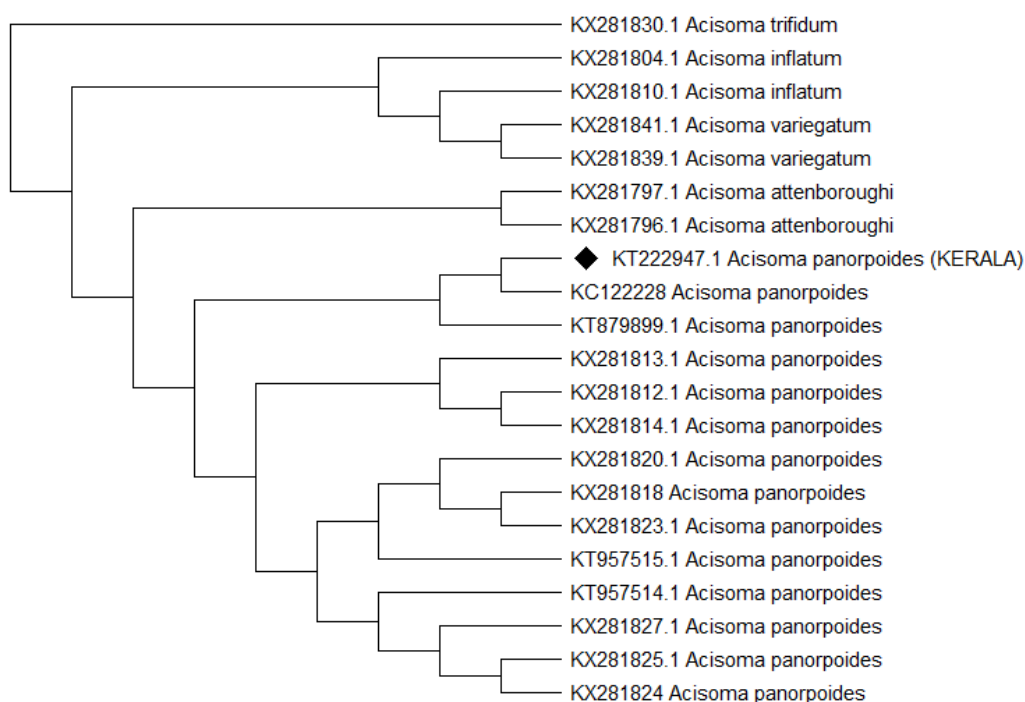 KX281830.1 Acisoma trifidum
KX281804.1 Acisoma inflatum
KX281810.1 Acisoma inflatum
KX281841.1 Acisoma variegatum
KX281839.1 Acisoma variegatum
KX281797.1 Acisoma attenboroughi
KX281796.1 Acisoma attenboroughi
KT222947.1 Acisoma panorpoides (KERALA)
KC122228 Acisoma panorpoides
KT879899.1 Acisoma panorpoides
KX281813.1 Acisoma panorpoides
KX281812.1 Acisoma panorpoides
KX281814.1 Acisoma panorpoides
KX281820.1 Acisoma panorpoides
KX281818 Acisoma panorpoides
KX281823.1 Acisoma panorpoides
KT957515.1 Acisoma panorpoides
KT957514.1 Acisoma panorpoides
KX281827.1 Acisoma panorpoides
KX281825.1 Acisoma panorpoides
KX281824 Acisoma panorpoides